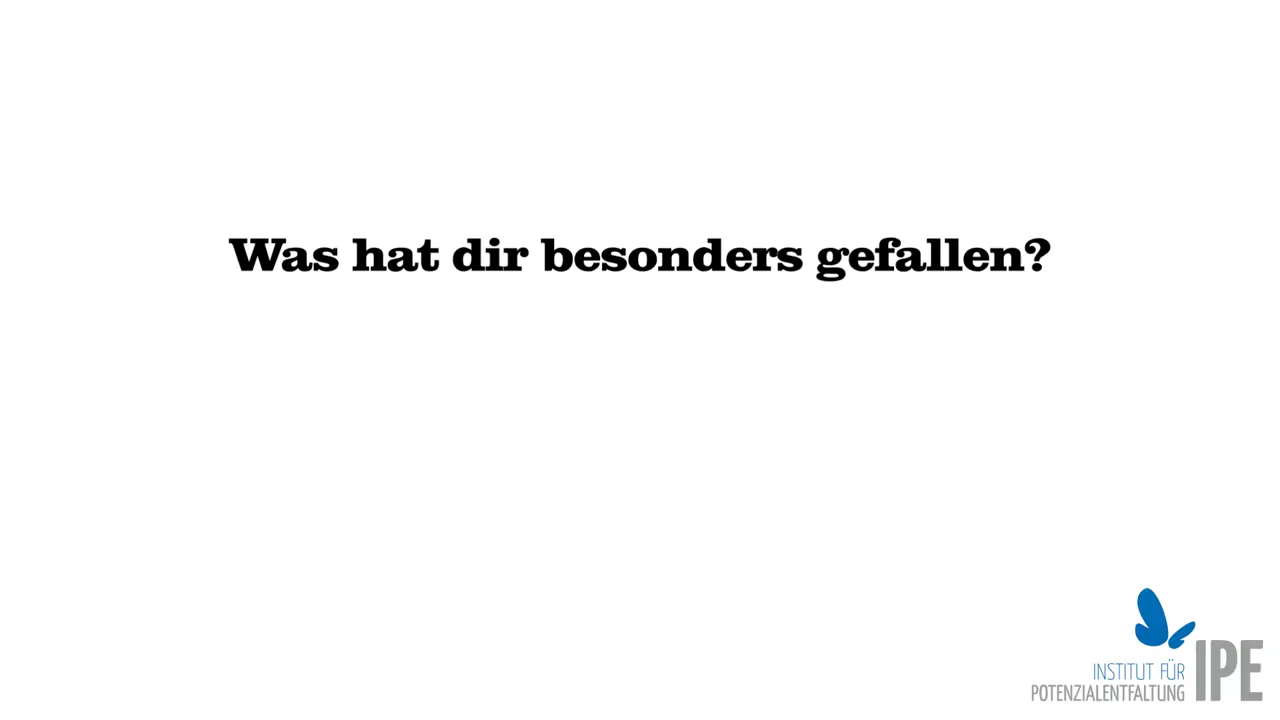 Was hat dir besonders gefallen?
INSTITUT FÜR
POTENZIALENTFALTUNG
IPE